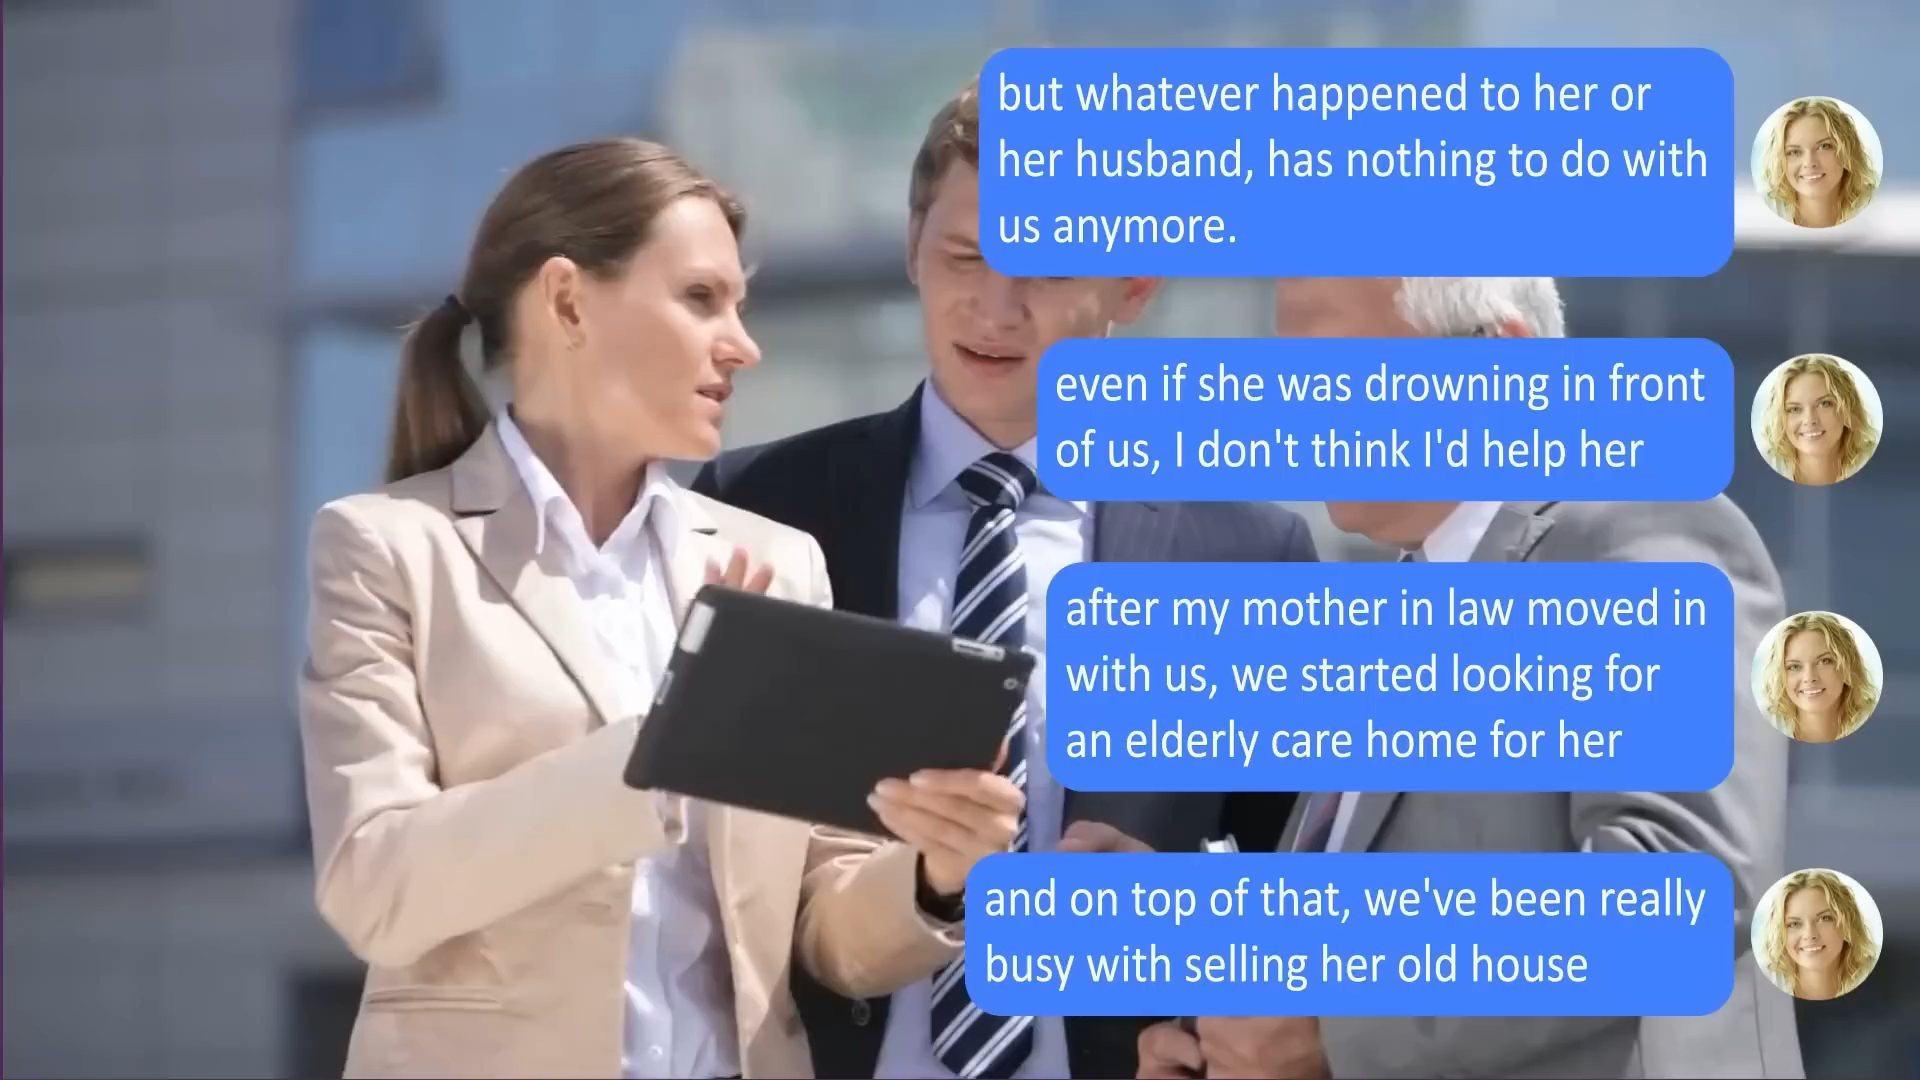 but whatever happened to her or
her husband, has nothing to do with
us anymore.
even if she was drowning in front
of us, I don't think I'd help her
after my mother in law moved in
with us, we started looking for
an elderly care home for her
and on top of that, we've been really
busy with selling her old house